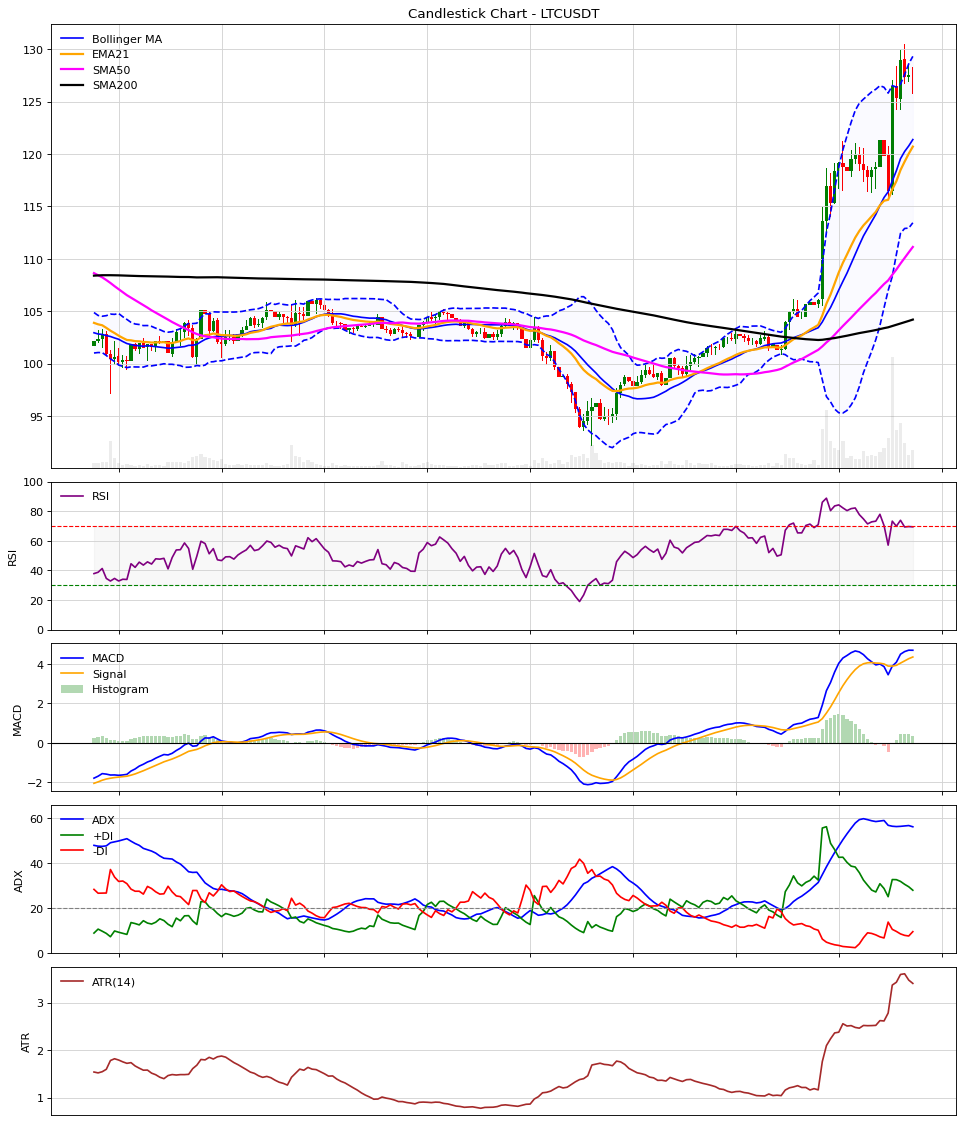 Candlestick Chart - LTCUSDT
Bollinger MA
EMA21
SMA50
SMA200
130
125
120
115
110
105
100
95
RSI
RSI
100
80
60
40
20
0
MACD
Signal
Histogram
MACD
4
2
0
−2
ADX
+DI
-DI
ADX
60
40
20
0
ATR(14)
ATR
3
2
1